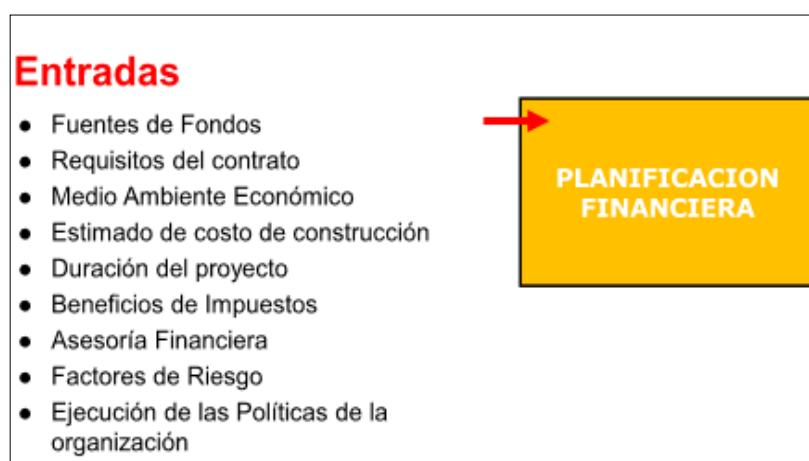 Entradas
● Fuentes de Fondos
● Requisitos del contrato
● Medio Ambiente Económico
● Estimado de costo de construcción
● Duración del proyecto
● Beneficios de Impuestos
● Asesoría Financiera
● Factores de Riesgo
● Ejecución de las Políticas de la
organización
PLANIFICACION
FINANCIERA